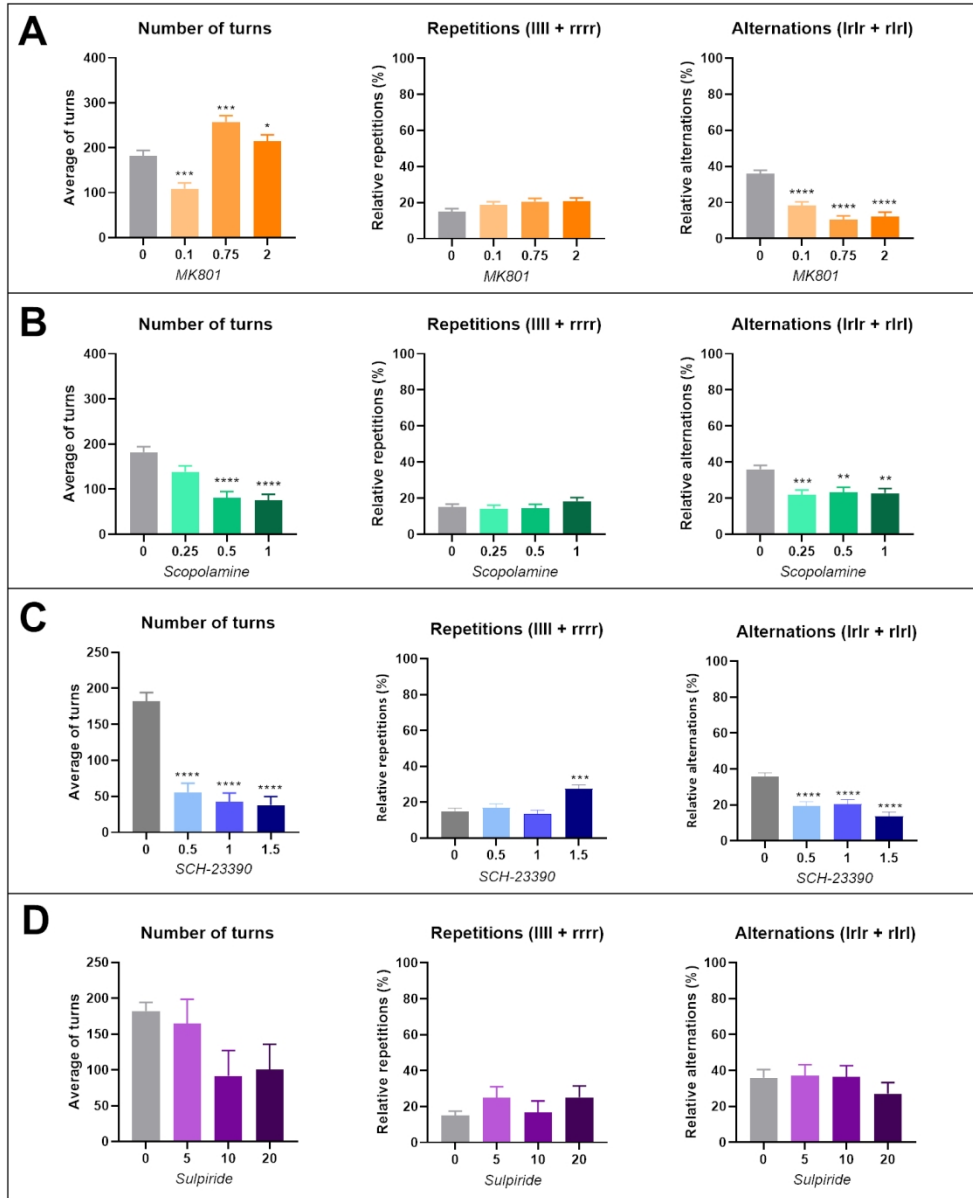 A
Number of turns
Average of turns
400
300
200
100
0
***
***
*
0 0.1 0.75 2
MK801
Repetitions (llll + rrrr)
Relative repetitions (%)
100
80
60
40
20
0
0 0.1 0.75 2
MK801
Alternations (lrlr + rlrl)
Relative alternations (%)
100
80
60
40
20
0
****
****
****
0 0.1 0.75 2
MK801
B
Number of turns
Average of turns
400
300
200
100
0
****
****
0 0.25 0.5 1
Scopolamine
Repetitions (llll + rrrr)
Relative repetitions (%)
100
80
60
40
20
0
0 0.25 0.5 1
Scopolamine
Alternations (lrlr + rlrl)
Relative alternations (%)
100
80
60
40
20
0
***
**
**
0 0.25 0.5 1
Scopolamine
C
Number of turns
Average of turns
250
200
150
100
50
0
****
****
****
0 0.5 1 1.5
SCH-23390
Repetitions (llll + rrrr)
Relative repetitions (%)
100
80
60
40
20
0
***
0 0.5 1 1.5
SCH-23390
Alternations (lrlr + rlrl)
Relative alternations (%)
100
80
60
40
20
0
****
****
****
0 0.5 1 1.5
SCH-23390
D
Number of turns
Average of turns
250
200
150
100
50
0
0 5 10 20
Sulpiride
Repetitions (llll + rrrr)
Relative repetitions (%)
100
80
60
40
20
0
0 5 10 20
Sulpiride
Alternations (lrlr + rlrl)
Relative alternations (%)
100
80
60
40
20
0
0 5 10 20
Sulpiride